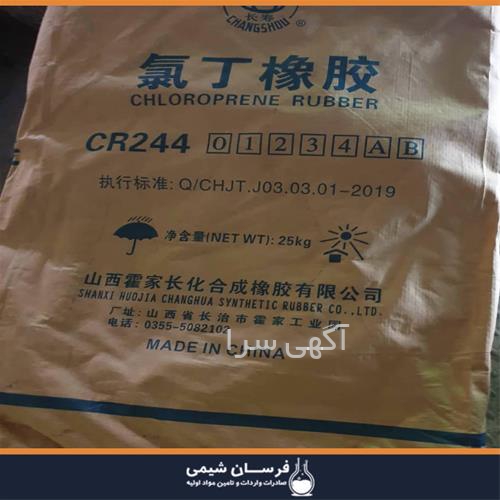 长寿
CHANGSHOU
氯丁橡胶
CHLOROPRENE RUBBER
CR244 0 1 2 3 4 A B
执行标准: Q/CHJT.J03.03.01-2019
净含量(NET WT): 25kg
山西霍家长化合成橡胶有限公司
SHANXI HUOJIA CHANGHUA SYNTHETIC RUBBER CO.,LTD.
厂址: 山西省长治市霍家工业园
电话: 0355-5082102
MADE IN CHINA
آگهی سرا
فرسان شیمی
صادرات واردات و تامین مواد اولیه